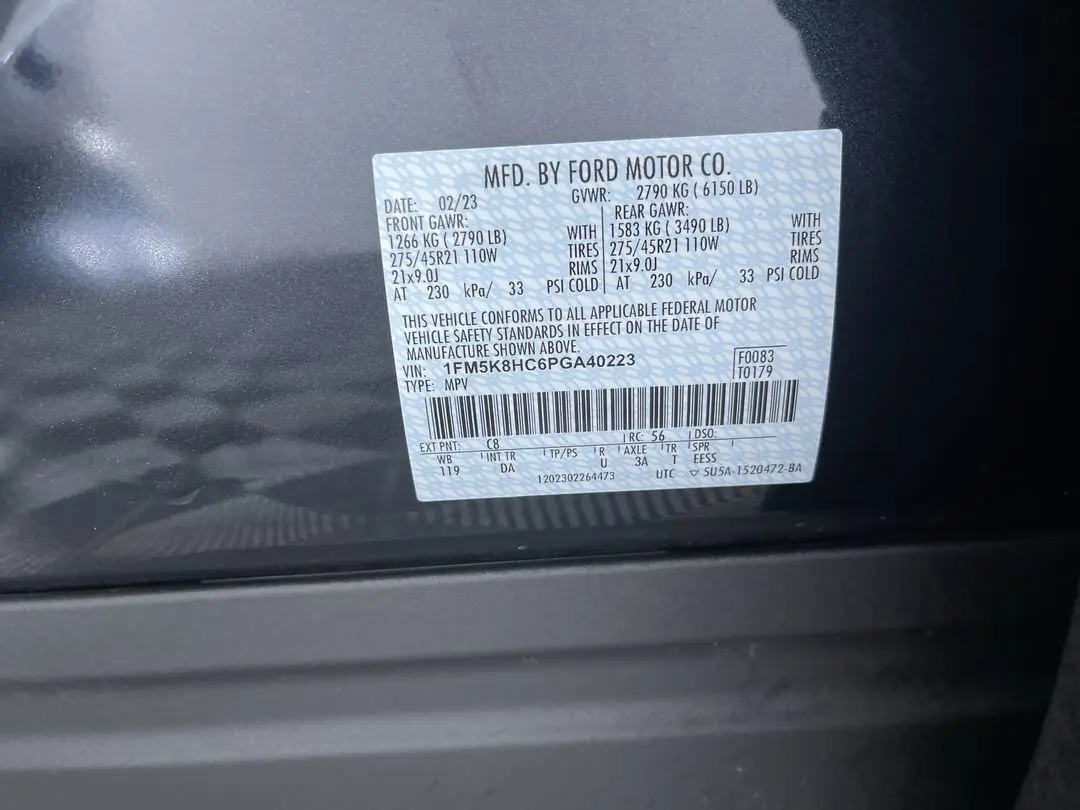 MFD. BY FORD MOTOR CO.
DATE: 02/23 GVWR: 2790 KG ( 6150 LB)
FRONT GAWR: REAR GAWR:
1266 KG ( 2790 LB) WITH 1583 KG ( 3490 LB) WITH
275/45R21 110W TIRES 275/45R21 110W TIRES
21x9.0J RIMS 21x9.0J RIMS
AT 230 kPa/ 33 PSI COLD AT 230 kPa/ 33 PSI COLD
THIS VEHICLE CONFORMS TO ALL APPLICABLE FEDERAL MOTOR
VEHICLE SAFETY STANDARDS IN EFFECT ON THE DATE OF
MANUFACTURE SHOWN ABOVE.
VIN: 1FM5K8HC6PGA40223 F0083
TYPE: MPV T0179
EXT PNT: C8 RC: 56 DSO:
WB INT TR TP/PS R AXLE TR SPR
119 DA U 3A T EESS
1202302264473 UTC ▽ 5U5A-1520472-BA